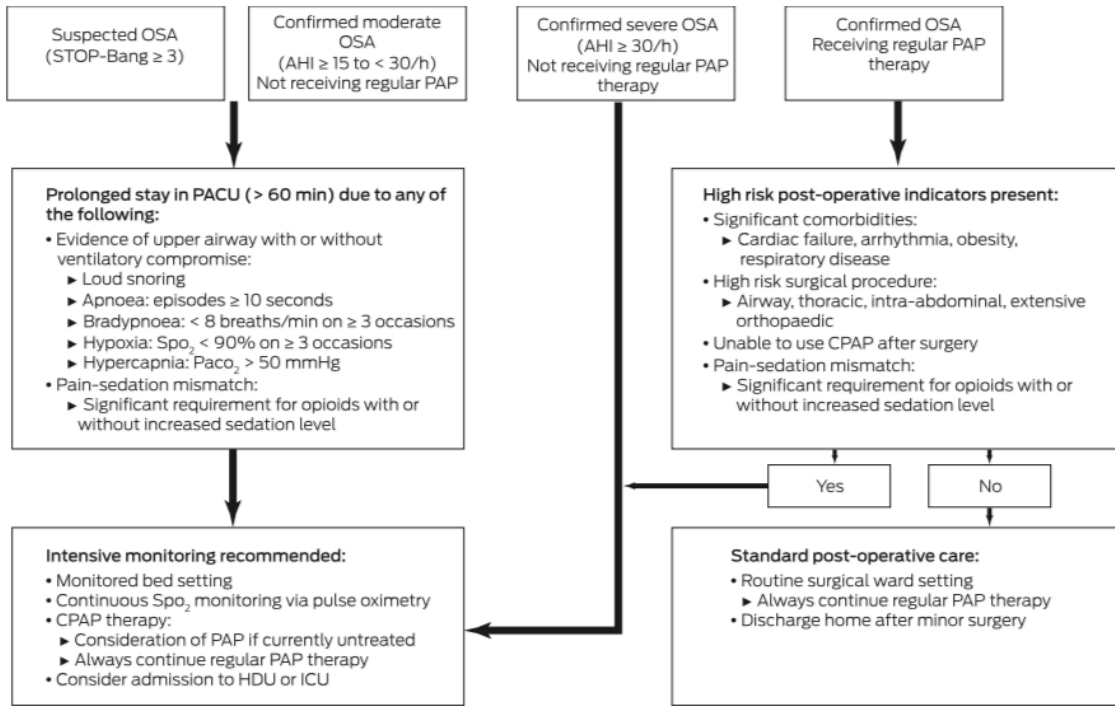 Suspected OSA
(STOP-Bang ≥ 3)
Confirmed moderate
OSA
(AHI ≥ 15 to < 30/h)
Not receiving regular PAP
Confirmed severe OSA
(AHI ≥ 30/h)
Not receiving regular PAP
therapy
Confirmed OSA
Receiving regular PAP
therapy
Prolonged stay in PACU (> 60 min) due to any of
the following:
• Evidence of upper airway with or without
ventilatory compromise:
► Loud snoring
► Apnoea: episodes ≥ 10 seconds
► Bradypnoea: < 8 breaths/min on ≥ 3 occasions
► Hypoxia: Spo₂ < 90% on ≥ 3 occasions
► Hypercapnia: Paco₂ > 50 mmHg
• Pain-sedation mismatch:
► Significant requirement for opioids with or
without increased sedation level
High risk post-operative indicators present:
• Significant comorbidities:
► Cardiac failure, arrhythmia, obesity,
respiratory disease
• High risk surgical procedure:
► Airway, thoracic, intra-abdominal, extensive
orthopaedic
• Unable to use CPAP after surgery
• Pain-sedation mismatch:
► Significant requirement for opioids with or
without increased sedation level
Yes
No
Intensive monitoring recommended:
• Monitored bed setting
• Continuous Spo₂ monitoring via pulse oximetry
• CPAP therapy:
► Consideration of PAP if currently untreated
► Always continue regular PAP therapy
• Consider admission to HDU or ICU
Standard post-operative care:
• Routine surgical ward setting
► Always continue regular PAP therapy
• Discharge home after minor surgery